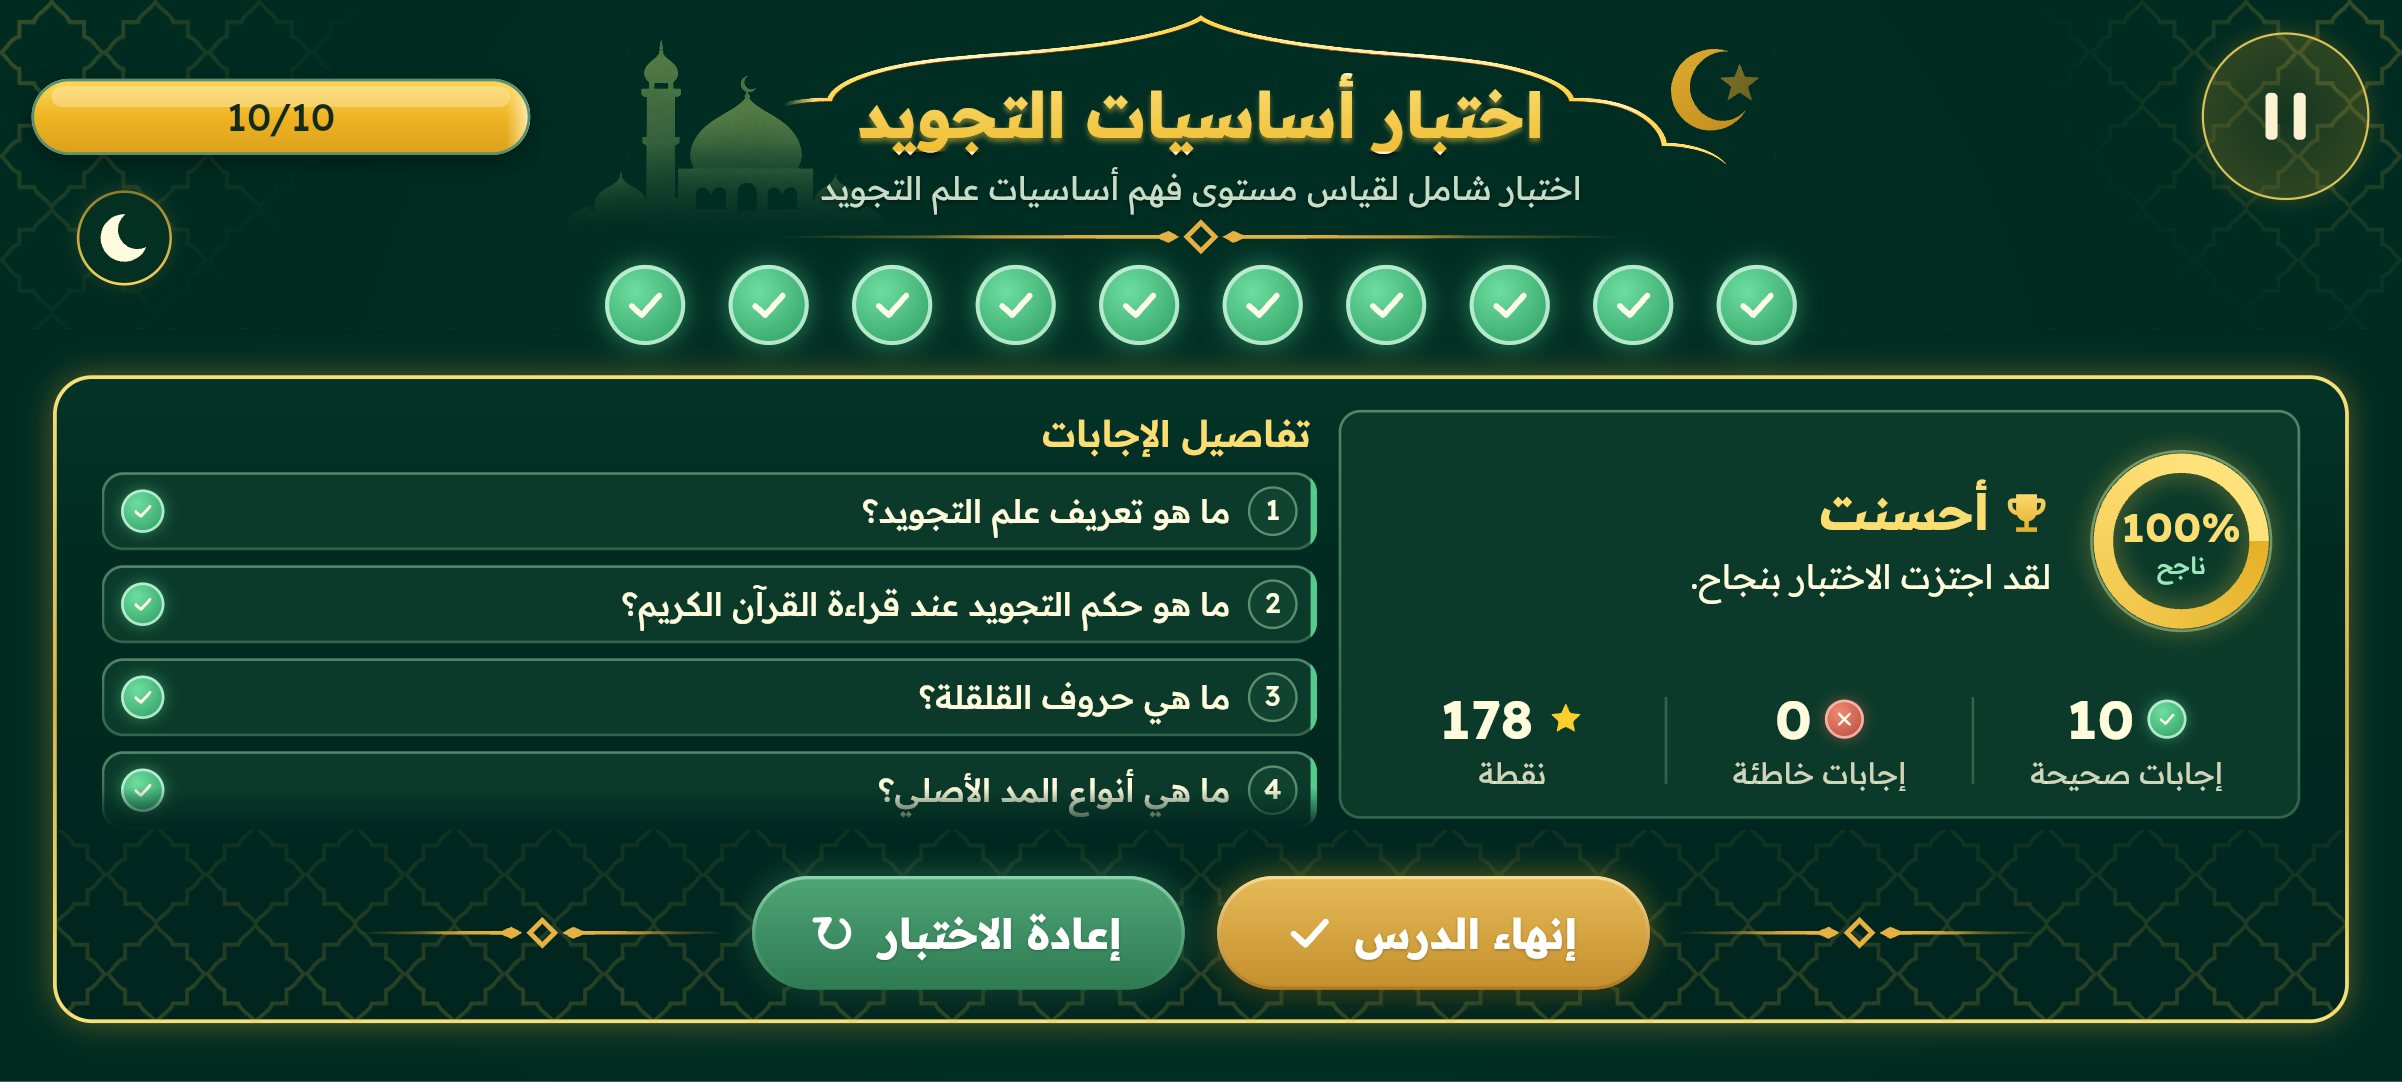 10/10
اختبار أساسيات التجويد
اختبار شامل لقياس مستوى فهم أساسيات علم التجويد
100%
ناجح
أحسنت
لقد اجتزت الاختبار بنجاح.
10
إجابات صحيحة
0
إجابات خاطئة
178
نقطة
تفاصيل الإجابات
1 ما هو تعريف علم التجويد؟
2 ما هو حكم التجويد عند قراءة القرآن الكريم؟
3 ما هي حروف القلقلة؟
4 ما هي أنواع المد الأصلي؟
إنهاء الدرس
إعادة الاختبار